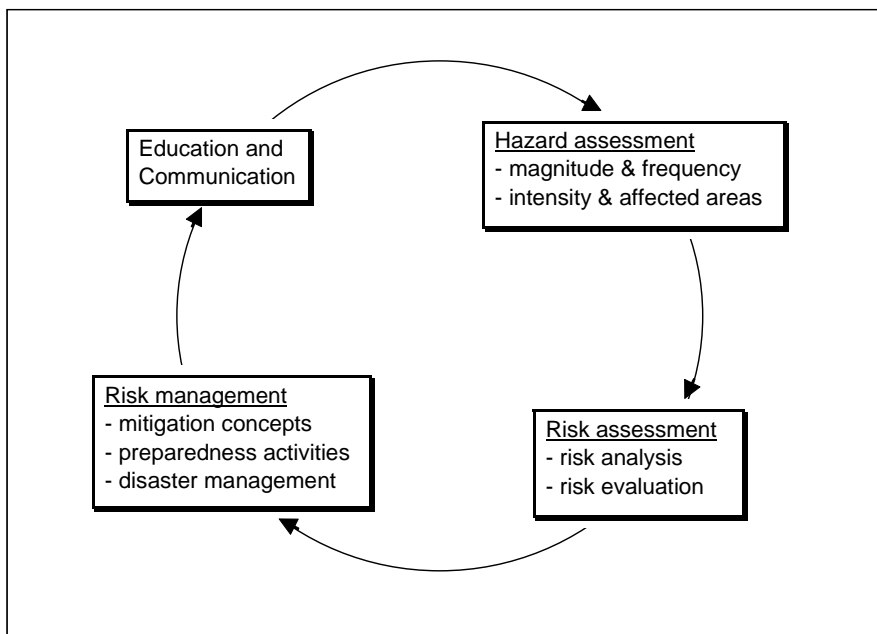 Education and
Communication
Hazard assessment
- magnitude & frequency
- intensity & affected areas
Risk management
- mitigation concepts
- preparedness activities
- disaster management
Risk assessment
- risk analysis
- risk evaluation